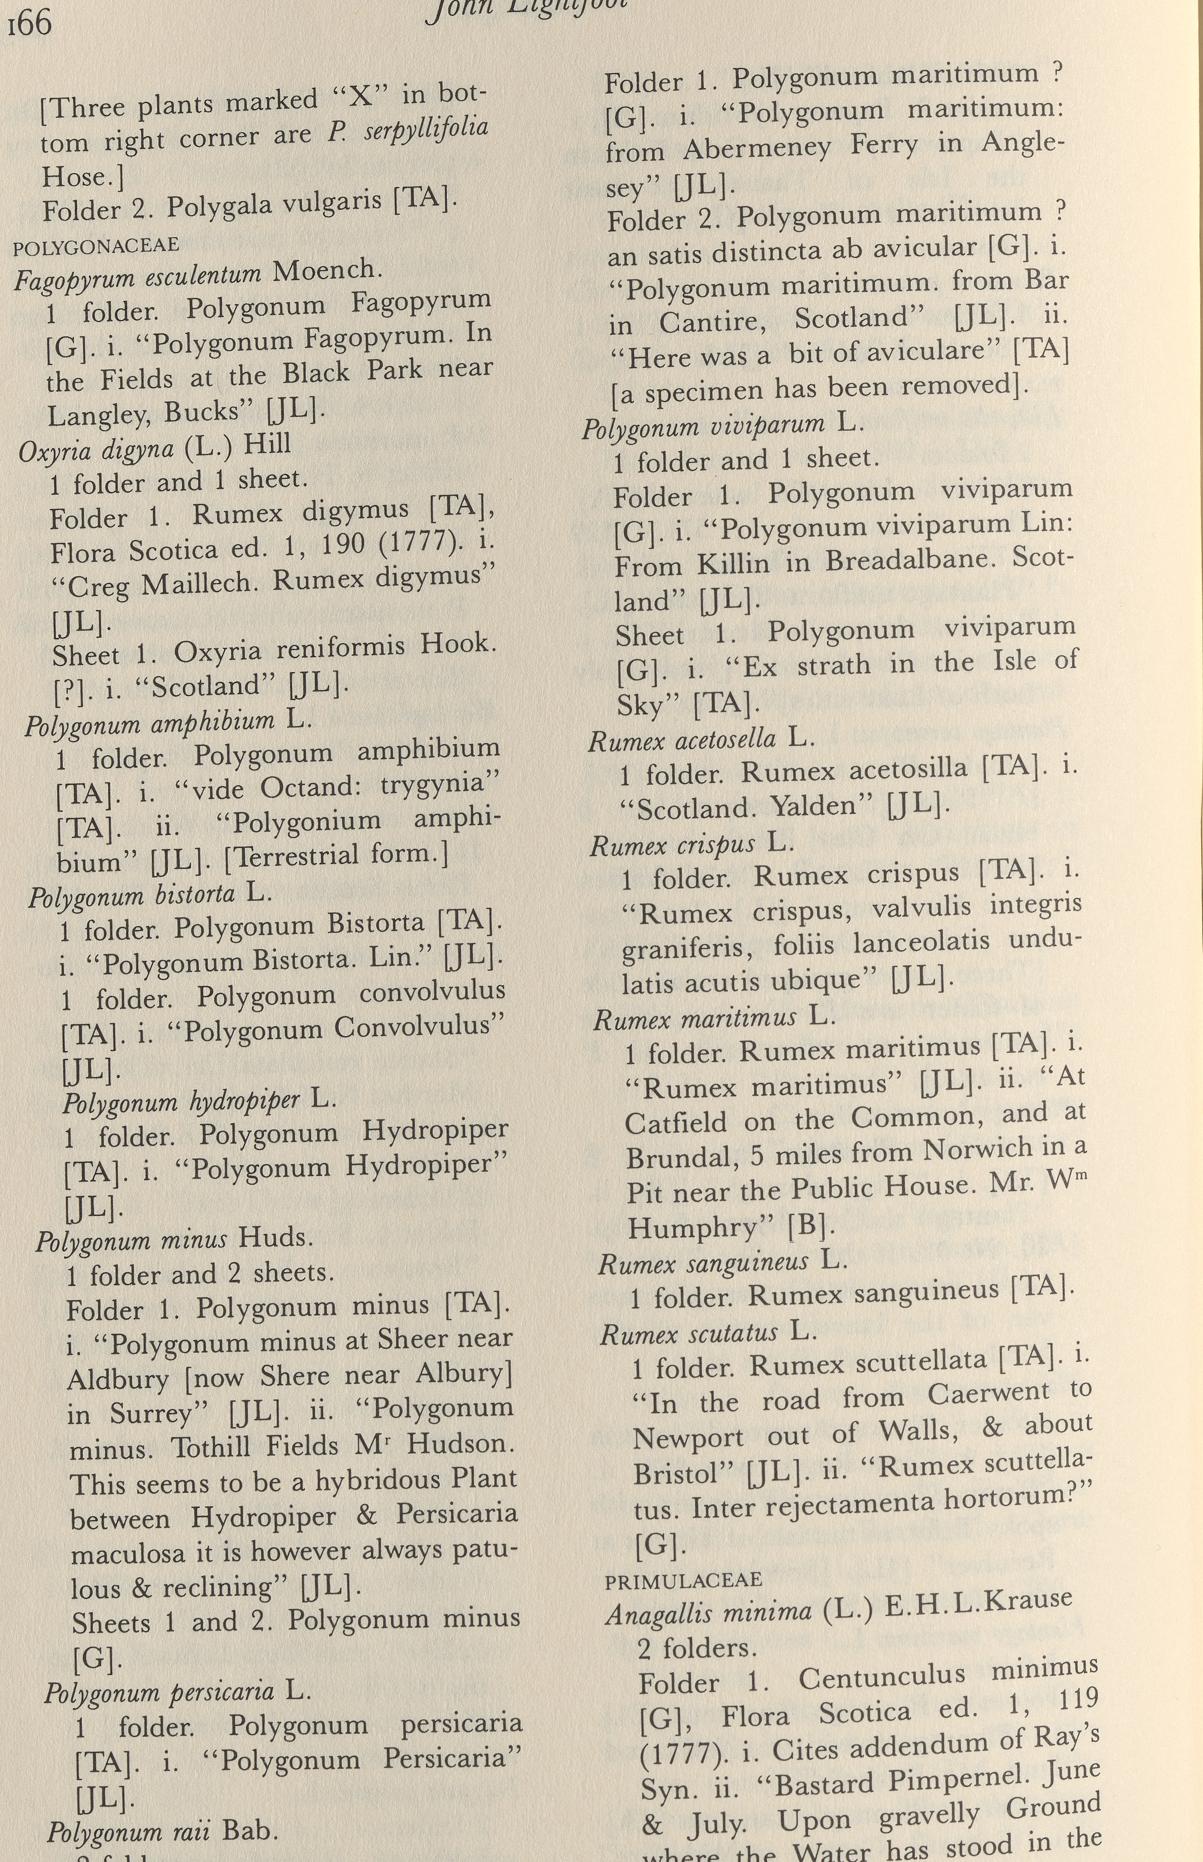 166
John Lightfoot
[Three plants marked “X” in bot-
tom right corner are P. serpyllifolia
Hose.]
Folder 2. Polygala vulgaris [TA].
POLYGONACEAE
Fagopyrum esculentum Moench.
1 folder. Polygonum Fagopyrum
[G]. i. “Polygonum Fagopyrum. In
the Fields at the Black Park near
Langley, Bucks” [JL].
Oxyria digyna (L.) Hill
1 folder and 1 sheet.
Folder 1. Rumex digymus [TA],
Flora Scotica ed. 1, 190 (1777). i.
“Creg Maillech. Rumex digymus”
[JL].
Sheet 1. Oxyria reniformis Hook.
[?]. i. “Scotland” [JL].
Polygonum amphibium L.
1 folder. Polygonum amphibium
[TA]. i. “vide Octand: trygynia”
[TA]. ii. “Polygonium amphi-
bium” [JL]. [Terrestrial form.]
Polygonum bistorta L.
1 folder. Polygonum Bistorta [TA].
i. “Polygonum Bistorta. Lin.” [JL].
1 folder. Polygonum convolvulus
[TA]. i. “Polygonum Convolvulus”
[JL].
Polygonum hydropiper L.
1 folder. Polygonum Hydropiper
[TA]. i. “Polygonum Hydropiper”
[JL].
Polygonum minus Huds.
1 folder and 2 sheets.
Folder 1. Polygonum minus [TA].
i. “Polygonum minus at Sheer near
Aldbury [now Shere near Albury]
in Surrey” [JL]. ii. “Polygonum
minus. Tothill Fields Mʳ Hudson.
This seems to be a hybridous Plant
between Hydropiper & Persicaria
maculosa it is however always patu-
lous & reclining” [JL].
Sheets 1 and 2. Polygonum minus
[G].
Polygonum persicaria L.
1 folder. Polygonum persicaria
[TA]. i. “Polygonum Persicaria”
[JL].
Polygonum raii Bab.
Folder 1. Polygonum maritimum ?
[G]. i. “Polygonum maritimum:
from Abermeney Ferry in Angle-
sey” [JL].
Folder 2. Polygonum maritimum ?
an satis distincta ab avicular [G]. i.
“Polygonum maritimum. from Bar
in Cantire, Scotland” [JL]. ii.
“Here was a bit of aviculare” [TA]
[a specimen has been removed].
Polygonum viviparum L.
1 folder and 1 sheet.
Folder 1. Polygonum viviparum
[G]. i. “Polygonum viviparum Lin:
From Killin in Breadalbane. Scot-
land” [JL].
Sheet 1. Polygonum viviparum
[G]. i. “Ex strath in the Isle of
Sky” [TA].
Rumex acetosella L.
1 folder. Rumex acetosilla [TA]. i.
“Scotland. Yalden” [JL].
Rumex crispus L.
1 folder. Rumex crispus [TA]. i.
“Rumex crispus, valvulis integris
graniferis, foliis lanceolatis undu-
latis acutis ubique” [JL].
Rumex maritimus L.
1 folder. Rumex maritimus [TA]. i.
“Rumex maritimus” [JL]. ii. “At
Catfield on the Common, and at
Brundal, 5 miles from Norwich in a
Pit near the Public House. Mr. Wᵐ
Humphry” [B].
Rumex sanguineus L.
1 folder. Rumex sanguineus [TA].
Rumex scutatus L.
1 folder. Rumex scuttellata [TA]. i.
“In the road from Caerwent to
Newport out of Walls, & about
Bristol” [JL]. ii. “Rumex scuttella-
tus. Inter rejectamenta hortorum?”
[G].
PRIMULACEAE
Anagallis minima (L.) E.H.L.Krause
2 folders.
Folder 1. Centunculus minimus
[G], Flora Scotica ed. 1, 119
(1777). i. Cites addendum of Ray’s
Syn. ii. “Bastard Pimpernel. June
& July. Upon gravelly Ground
where the Water has stood in the